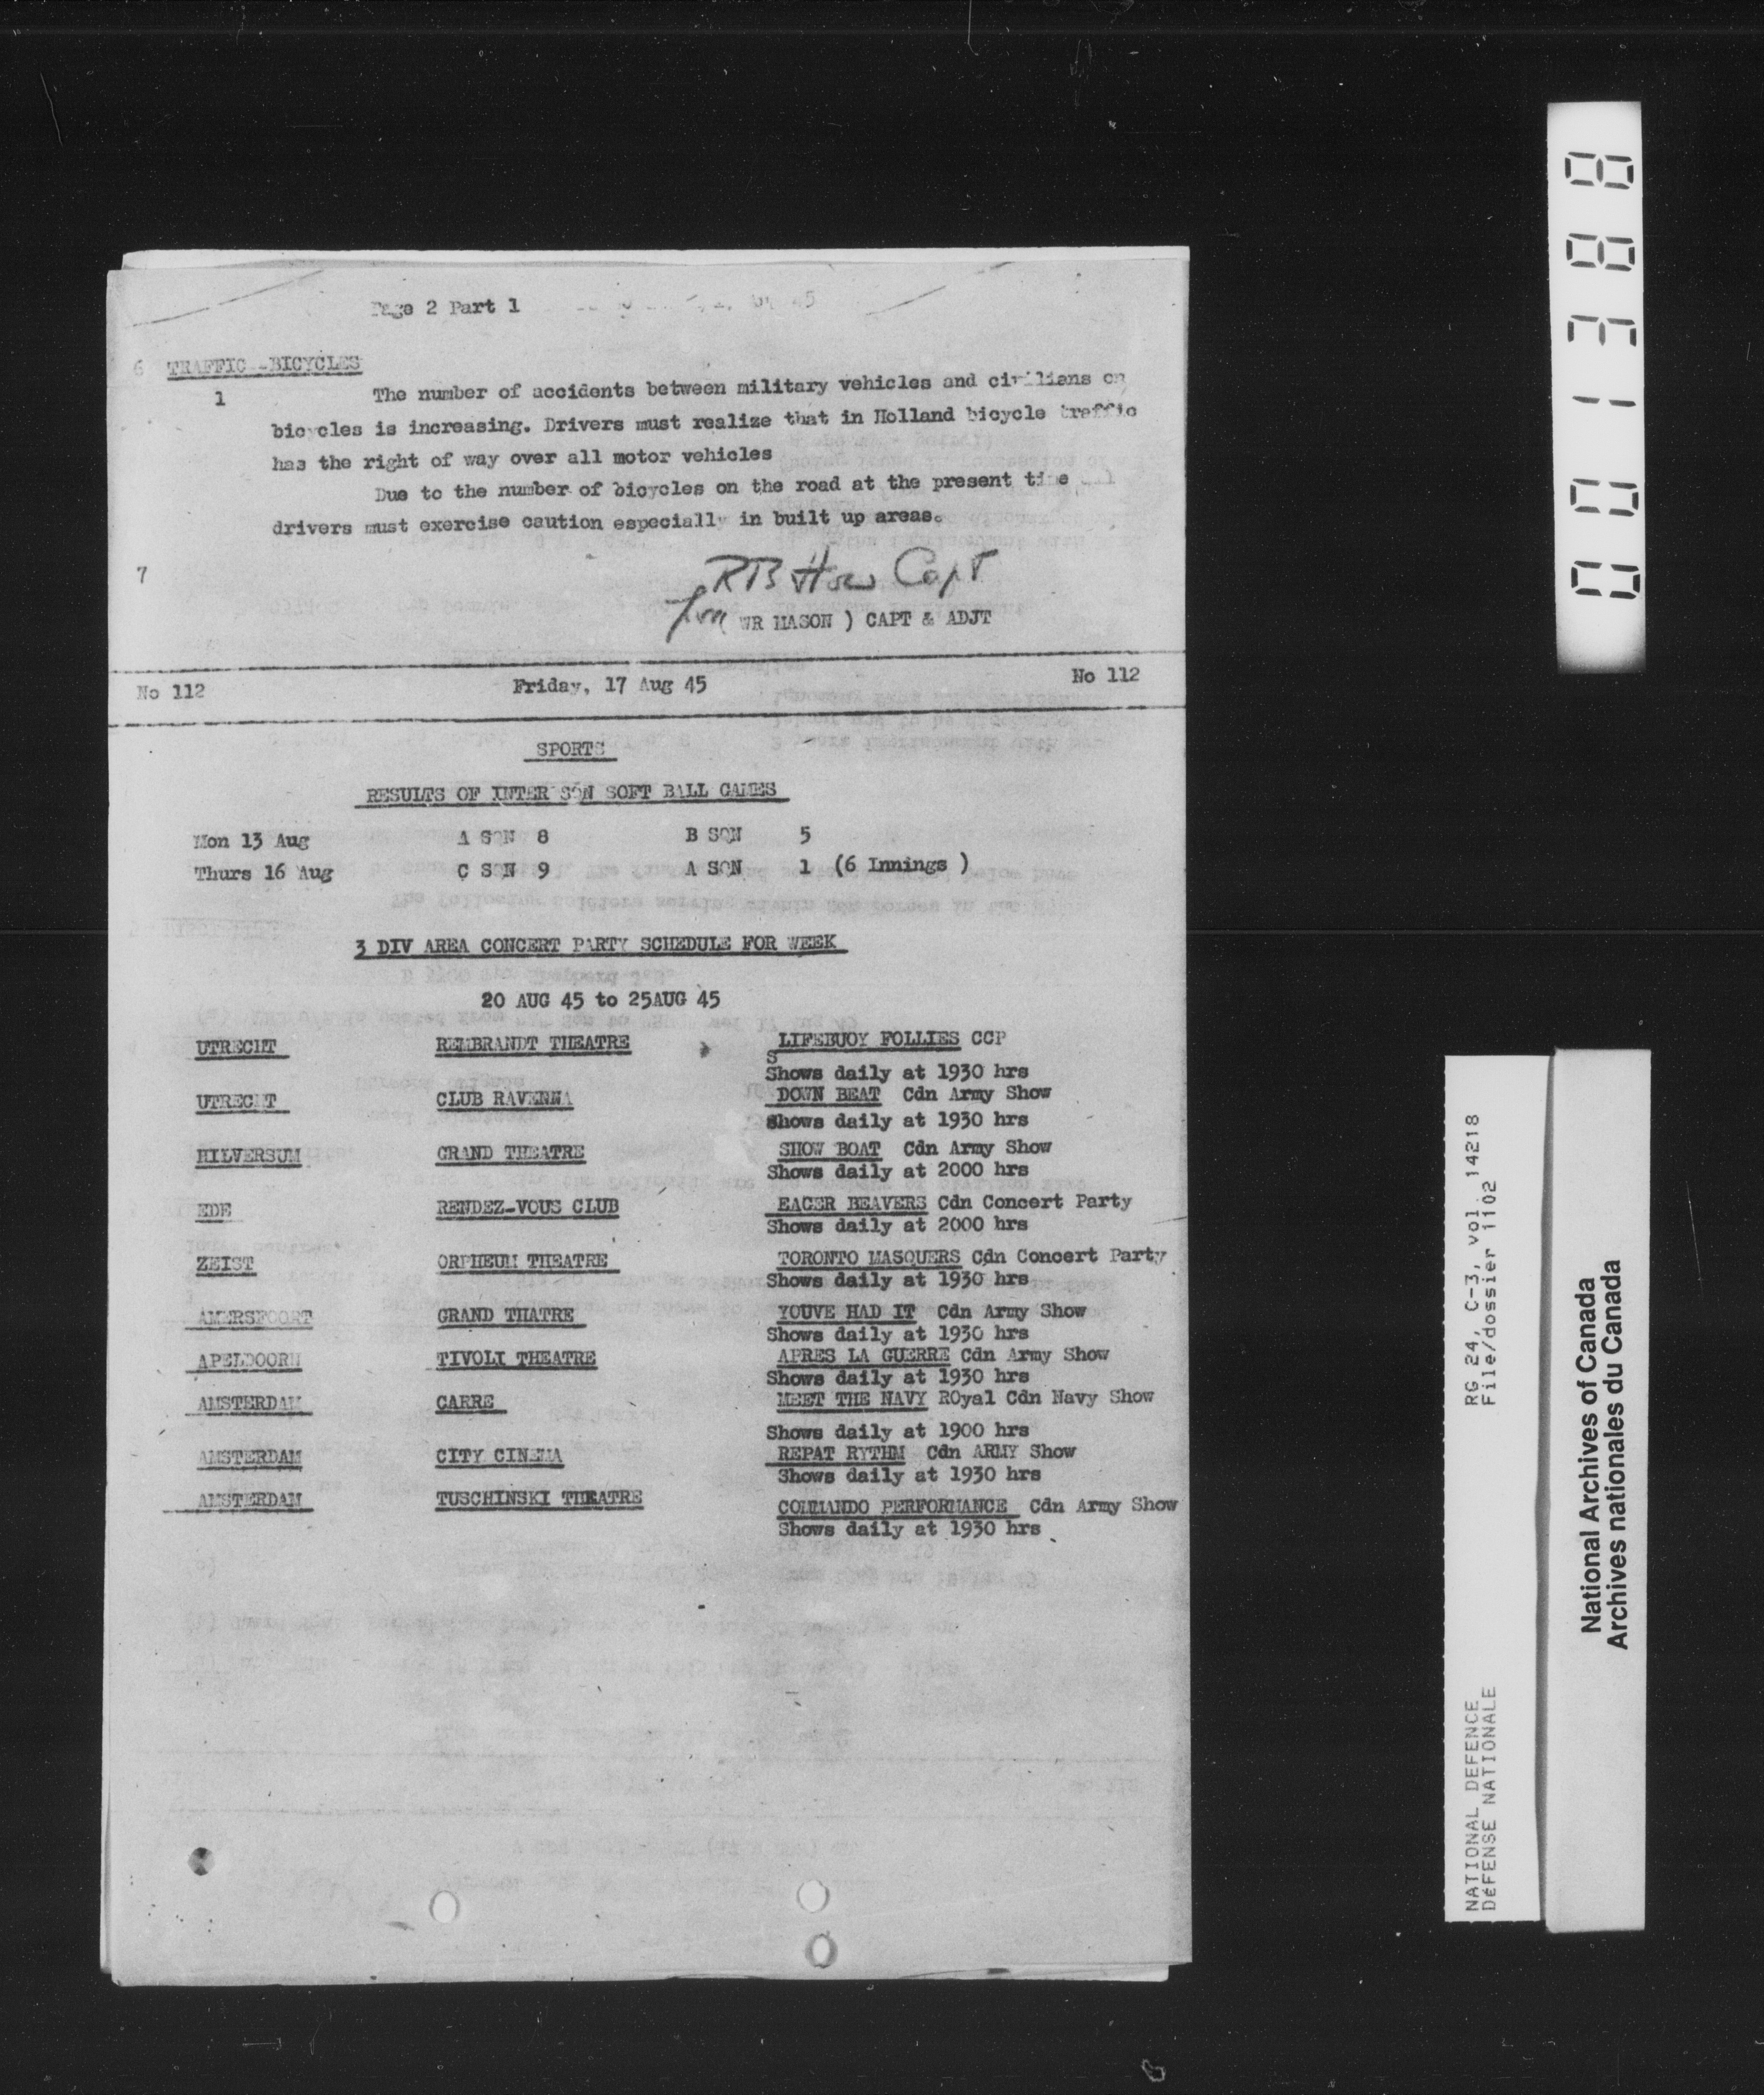 Page 2 Part 1
6 TRAFFIC -BICYCLES
1 The number of accidents between military vehicles and civilians on
bicycles is increasing. Drivers must realize that in Holland bicycle traffic
has the right of way over all motor vehicles
Due to the number of bicycles on the road at the present time all
drivers must exercise caution especially in built up areas.
7
RB How Capt
for WR MASON ) CAPT & ADJT
No 112 Friday, 17 Aug 45 No 112
SPORTS
RESULTS OF INTER SQN SOFT BALL GAMES
Mon 13 Aug A SQN 8 B SQN 5
Thurs 16 Aug C SQN 9 A SQN 1 (6 Innings )
3 DIV AREA CONCERT PARTY SCHEDULE FOR WEEK
20 AUG 45 to 25AUG 45
UTRECHT REMBRANDT THEATRE LIFEBUOY FOLLIES CCP
S
Shows daily at 1930 hrs
UTRECHT CLUB RAVENNA DOWN BEAT Cdn Army Show
Shows daily at 1930 hrs
HILVERSUM GRAND THEATRE SHOW BOAT Cdn Army Show
Shows daily at 2000 hrs
EDE RENDEZ-VOUS CLUB EAGER BEAVERS Cdn Concert Party
Shows daily at 2000 hrs
ZEIST ORPHEUM THEATRE TORONTO MASQUERS Cdn Concert Party
Shows daily at 1930 hrs
AMERSFOORT GRAND THATRE YOUVE HAD IT Cdn Army Show
Shows daily at 1930 hrs
APELDOORN TIVOLI THEATRE APRES LA GUERRE Cdn Army Show
Shows daily at 1930 hrs
AMSTERDAM CARRE MEET THE NAVY ROyal Cdn Navy Show
Shows daily at 1900 hrs
AMSTERDAM CITY CINEMA REPAT RYTHM Cdn ARMY Show
Shows daily at 1930 hrs
AMSTERDAM TUSCHINSKI THEATRE COMMANDO PERFORMANCE Cdn Army Show
Shows daily at 1930 hrs
001388
NATIONAL DEFENCE RG 24, C-3, vol. 14218
DÉFENSE NATIONALE File/dossier 1102
National Archives of Canada
Archives nationales du Canada